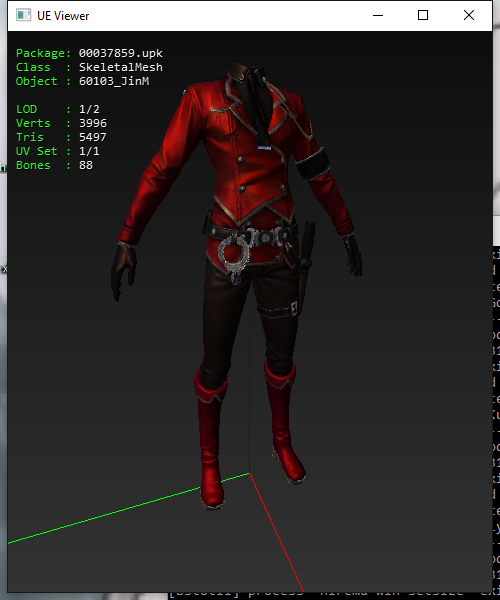 UE Viewer
Package: 00037859.upk
Class : SkeletalMesh
Object : 60103_JinM
LOD : 1/2
Verts : 3996
Tris : 5497
UV Set : 1/1
Bones : 88